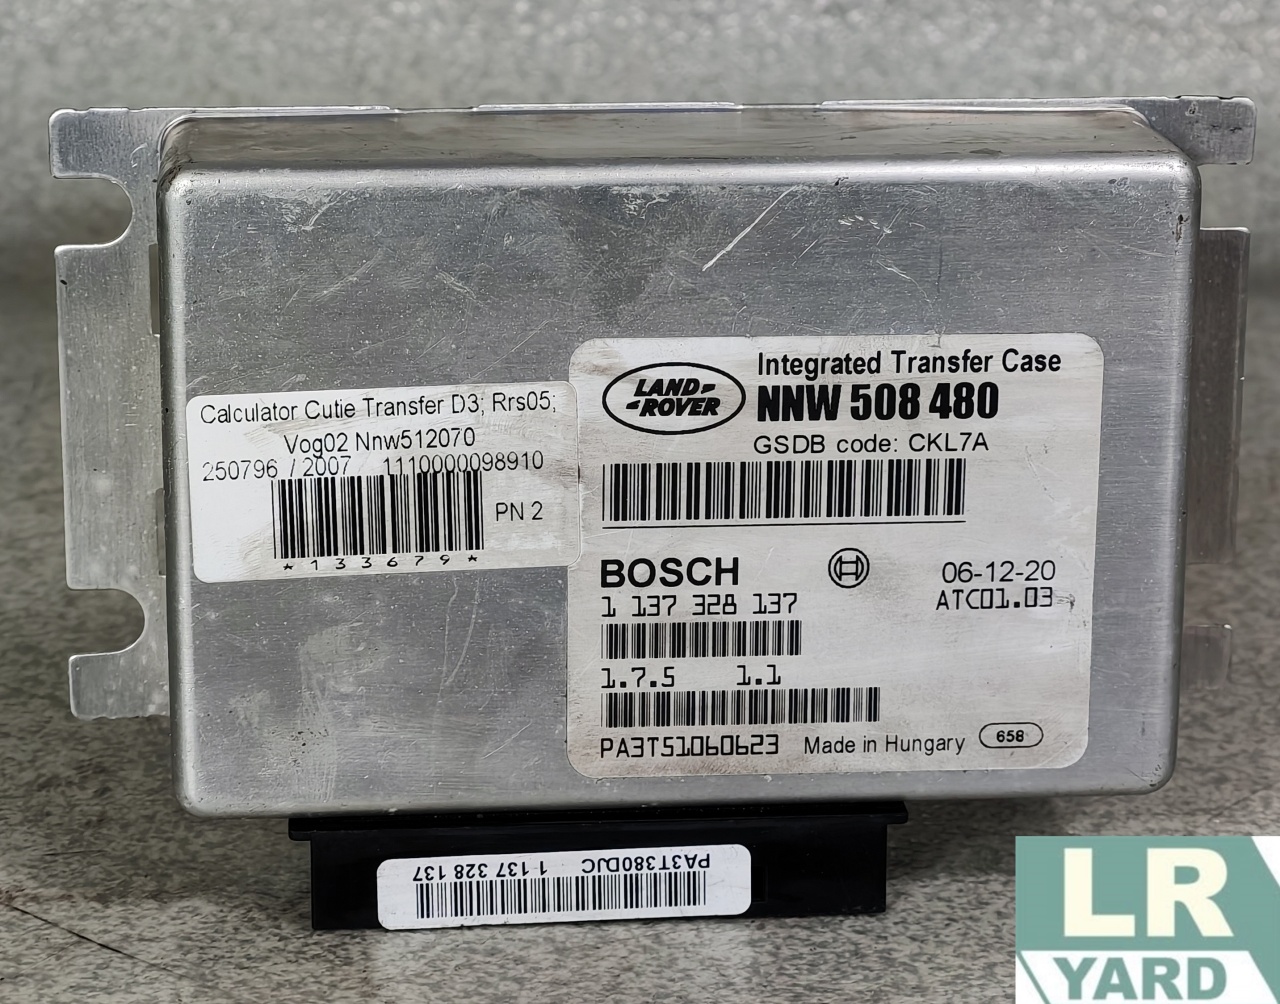 Calculator Cutie Transfer D3; Rrs05;
Vog02 Nnw512070
250796 / 2007 1110000098910
PN 2
*133679*
LAND-
-ROVER
Integrated Transfer Case
NNW 508 480
GSDB code: CKL7A
BOSCH
06-12-20
1 137 328 137
ATC01.03
1.7.5 1.1
PA3TS1060623
Made in Hungary
658
PA3T380DJC 1 137 328 137
LR
YARD